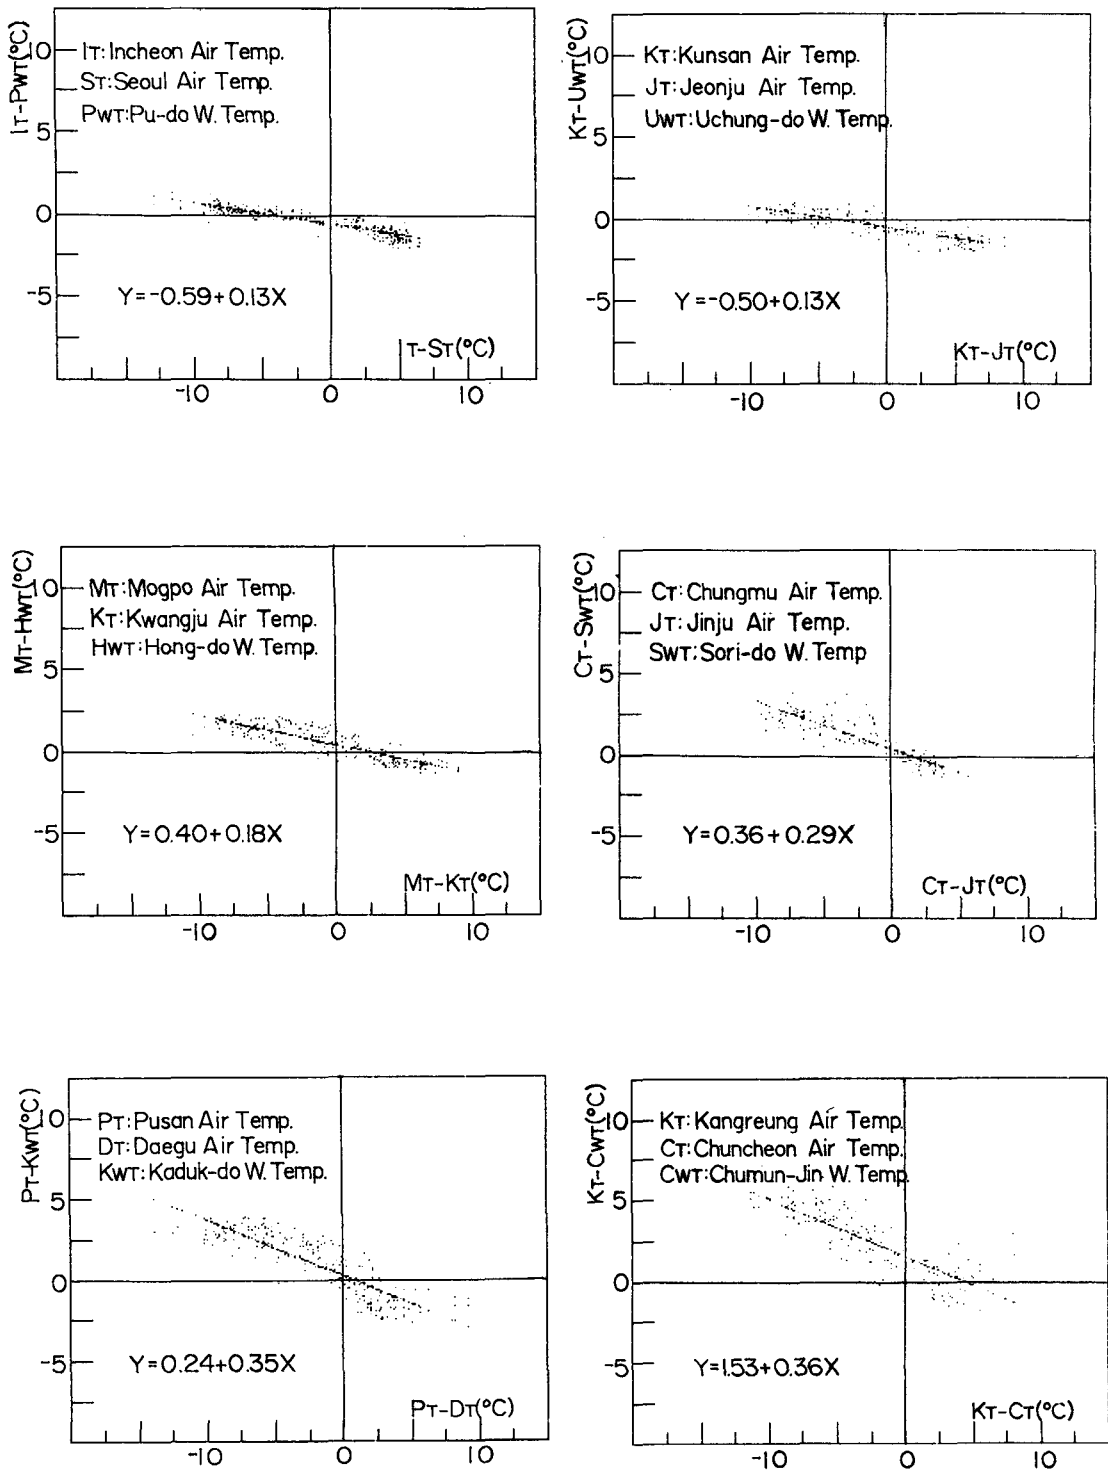 IT-PWT(°C)
10
5
0
-5
IT:Incheon Air Temp.
ST:Seoul Air Temp.
PWT:Pu-do W.Temp.
Y=-0.59+0.13X
IT-ST(°C)
-10
0
10
KT-UWT(°C)
10
5
0
-5
KT:Kunsan Air Temp.
JT:Jeonju Air Temp.
UWT:Uchung-do W.Temp.
Y=-0.50+0.13X
KT-JT(°C)
-10
0
10
MT-HWT(°C)
10
5
0
-5
MT:Mogpo Air Temp.
KT:Kwangju Air Temp.
HWT:Hong-do W.Temp.
Y=0.40+0.18X
MT-KT(°C)
-10
0
10
CT-SWT(°C)
10
5
0
-5
CT:Chungmu Air Temp.
JT:Jinju Air Temp.
SWT:Sori-do W.Temp
Y=0.36+0.29X
CT-JT(°C)
-10
0
10
PT-KWT(°C)
10
5
0
-5
PT:Pusan Air Temp.
DT:Daegu Air Temp.
KWT:Kaduk-do W.Temp.
Y=0.24+0.35X
PT-DT(°C)
-10
0
10
KT-CWT(°C)
10
5
0
-5
KT:Kangreung Air Temp.
CT:Chuncheon Air Temp.
CWT:Chumun-Jin W.Temp.
Y=1.53+0.36X
KT-CT(°C)
-10
0
10